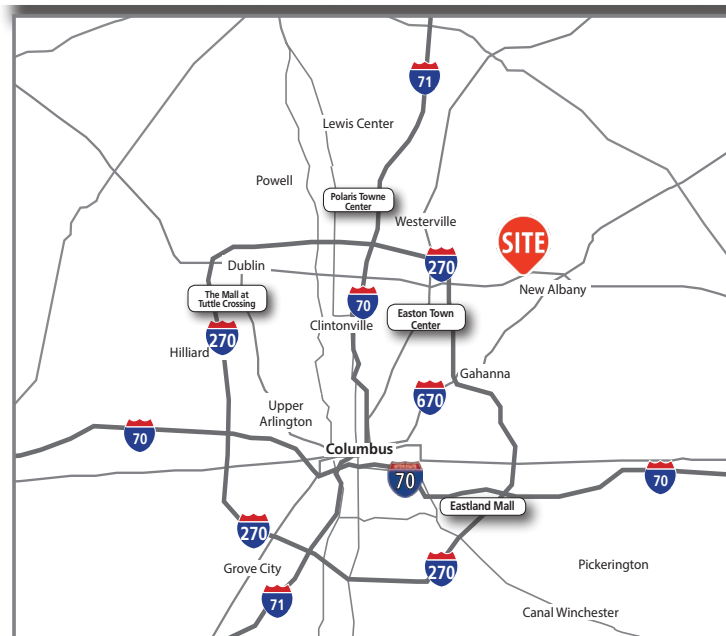 71
Lewis Center
Powell
Polaris Towne
Center
Westerville
SITE
270
Dublin
New Albany
The Mall at
Tuttle Crossing
70
Easton Town
Center
Clintonville
270
Hilliard
Gahanna
670
Upper
Arlington
70
Columbus
70
70
Eastland Mall
270
Grove City
270
Pickerington
71
Canal Winchester